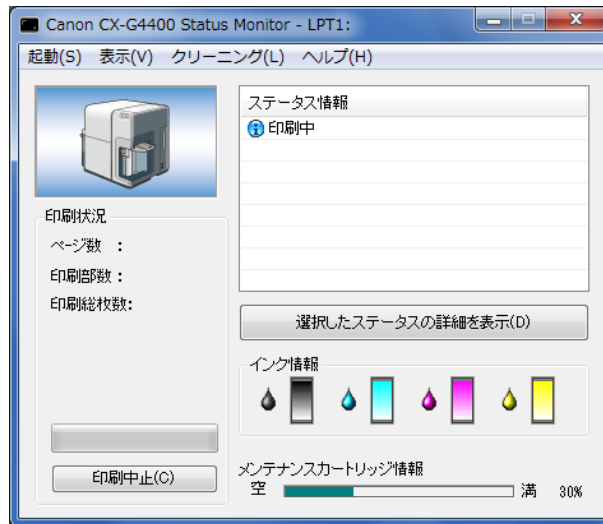 Canon CX-G4400 Status Monitor - LPT1:
起動(S) 表示(V) クリーニング(L) ヘルプ(H)
ステータス情報
印刷中
印刷状況
ページ数 :
印刷部数 :
印刷総枚数:
選択したステータスの詳細を表示(D)
インク情報
印刷中止(C)
メンテナンスカートリッジ情報
空 満 30%